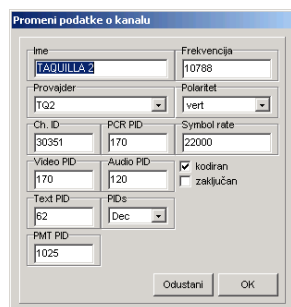 Promeni podatke o kanalu
Ime
TAQUILLA 2
Frekvencija
10788
Provajder
TQ2
Polaritet
vert
Ch. ID
30351
PCR PID
170
Symbol rate
22000
Video PID
170
Audio PID
120
kodiran
zaključan
Text PID
62
PIDs
Dec
PMT PID
1025
Odustani
OK